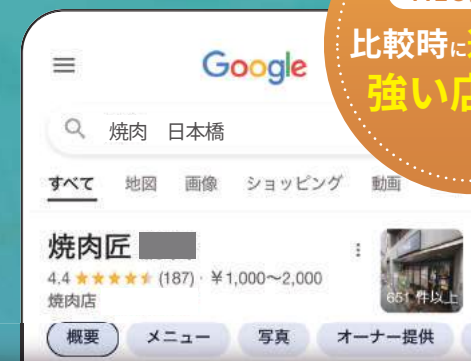 Google
比較時に
強い店
焼肉 日本橋
すべて 地図 画像 ショッピング 動画
焼肉匠
4.4 ★★★★★ (187)・¥1,000〜2,000
焼肉店
651 件以上
概要 メニュー 写真 オーナー提供